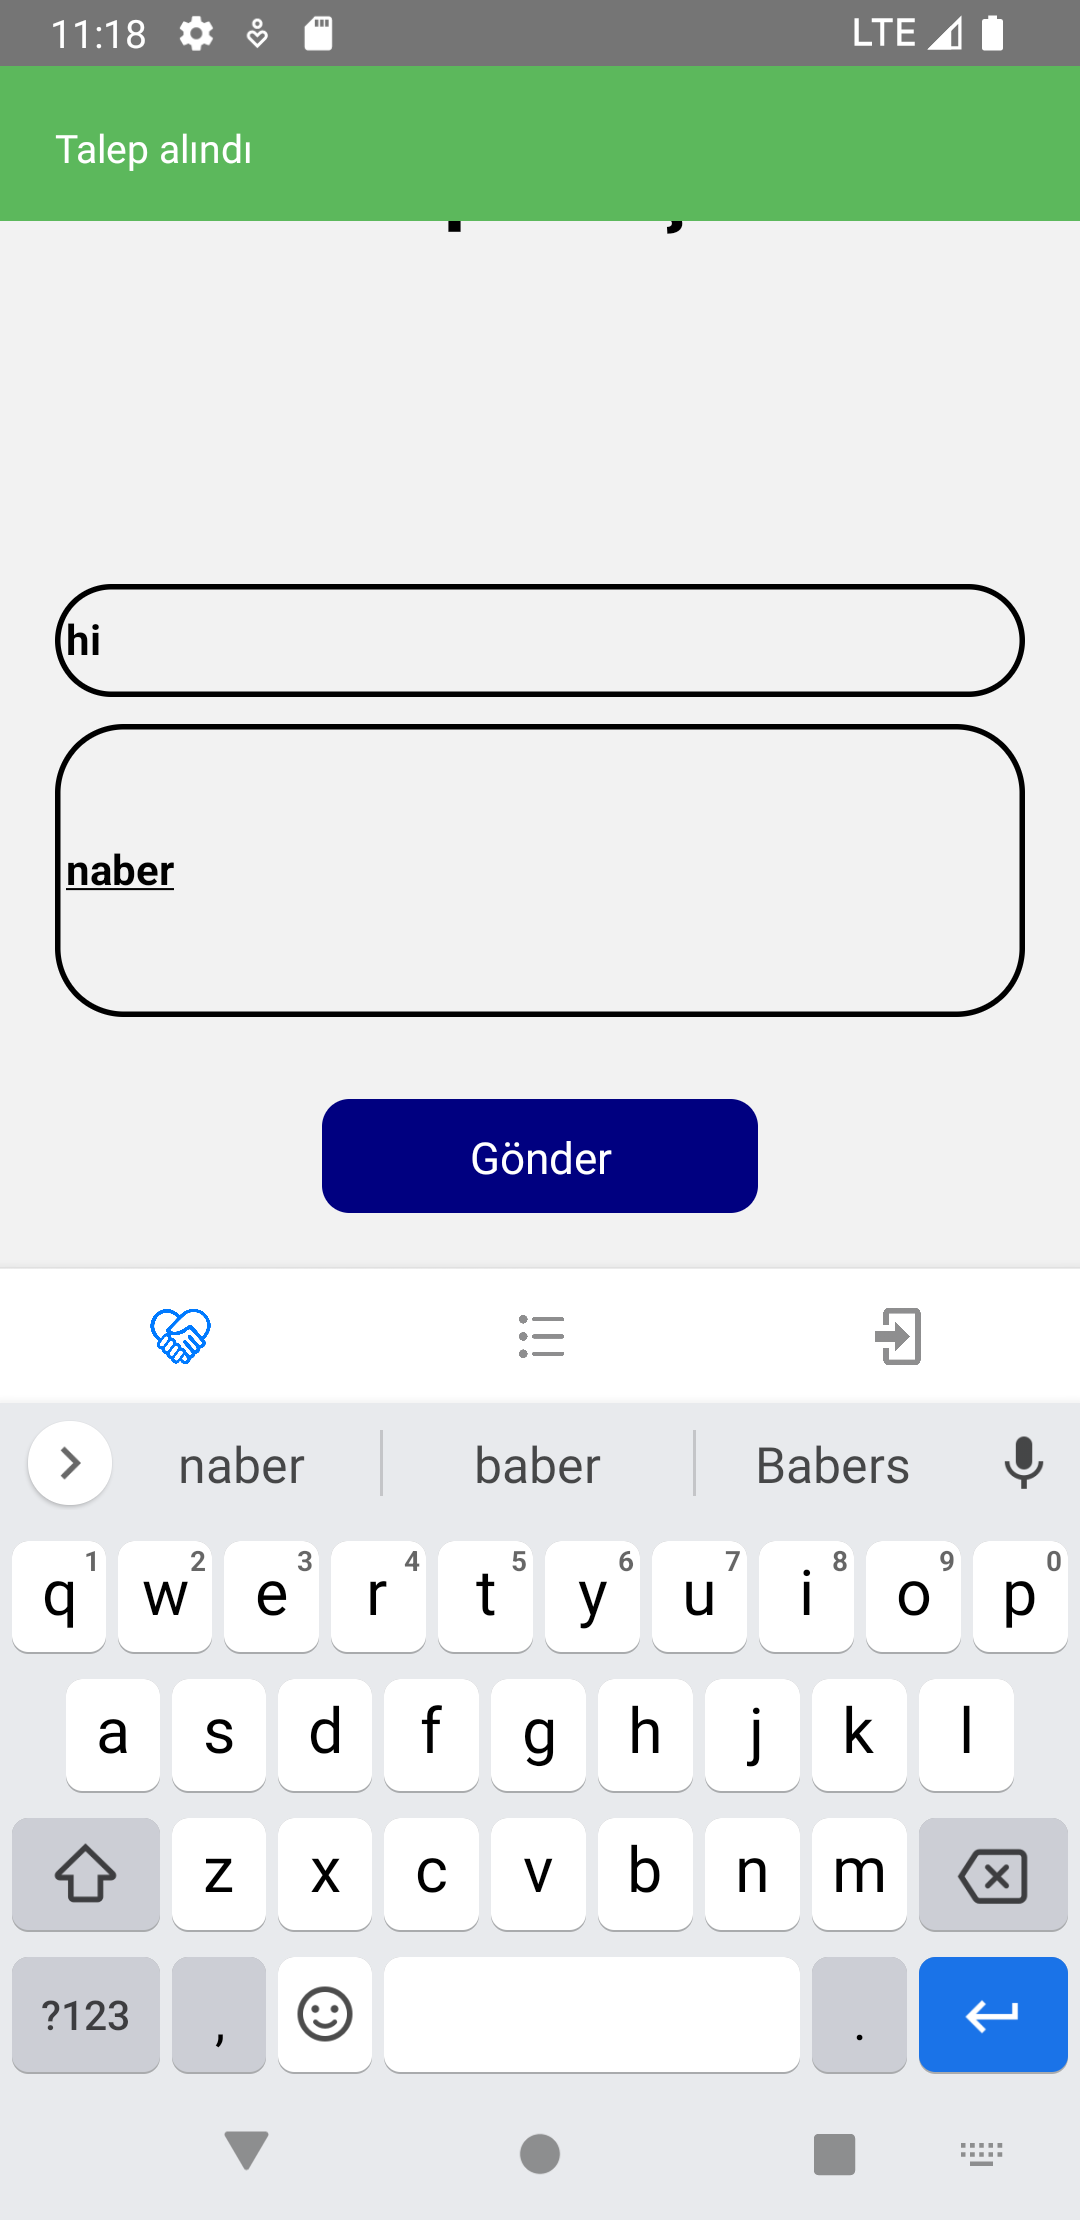 11:18 LTE
Talep alındı
hi
naber
Gönder
naber baber Babers
q 1 w 2 e 3 r 4 t 5 y 6 u 7 i 8 o 9 p 0
a s d f g h j k l
z x c v b n m
?123 , .